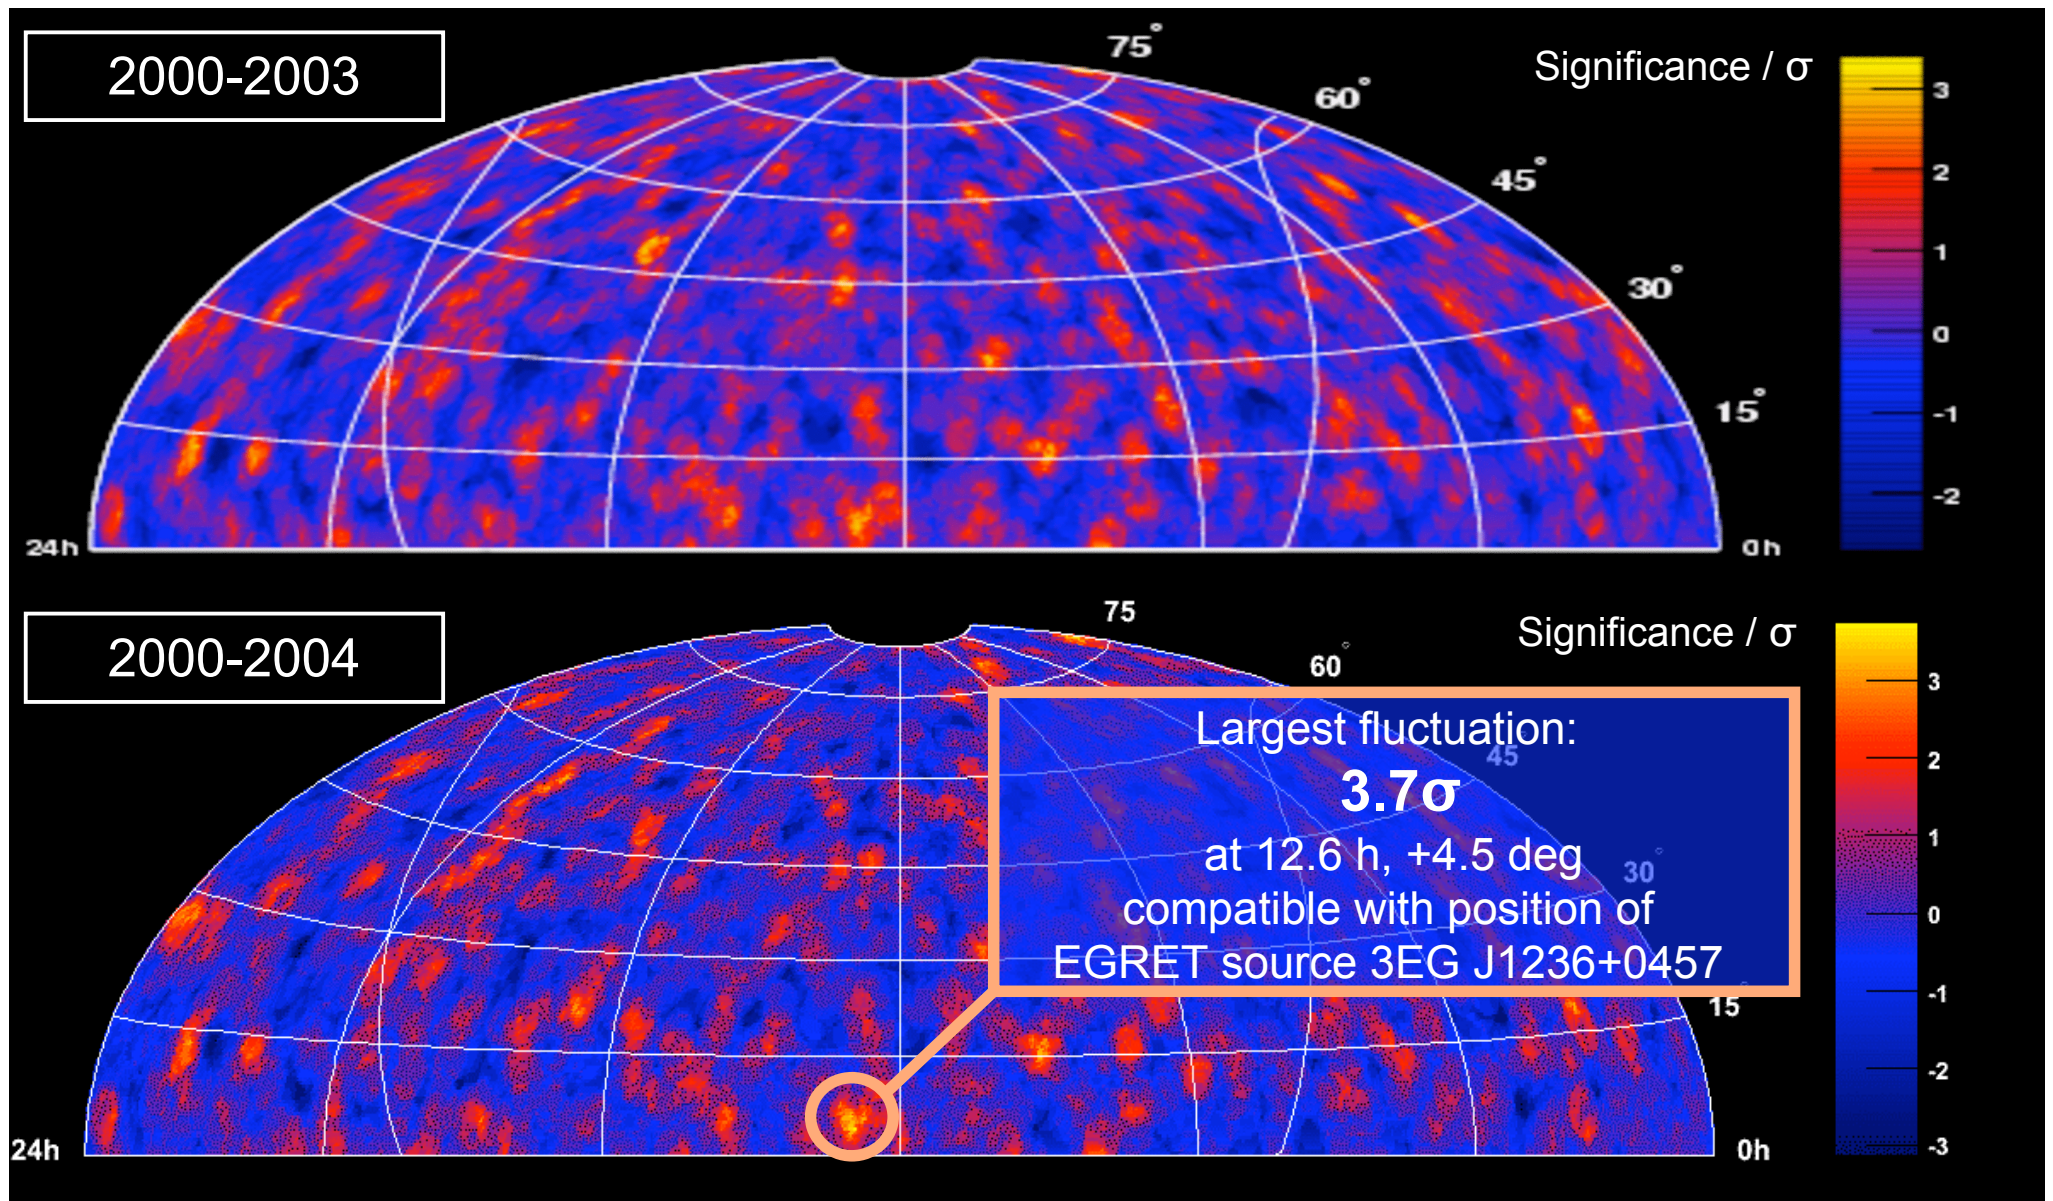 2000-2003
75°
60°
45°
30°
15°
24h
0h
Significance / σ
3
2
1
0
-1
-2
2000-2004
75
60°
45
30°
15
24h
0h
Significance / σ
3
2
1
0
-1
-2
-3
Largest fluctuation:
3.7σ
at 12.6 h, +4.5 deg
compatible with position of
EGRET source 3EG J1236+0457